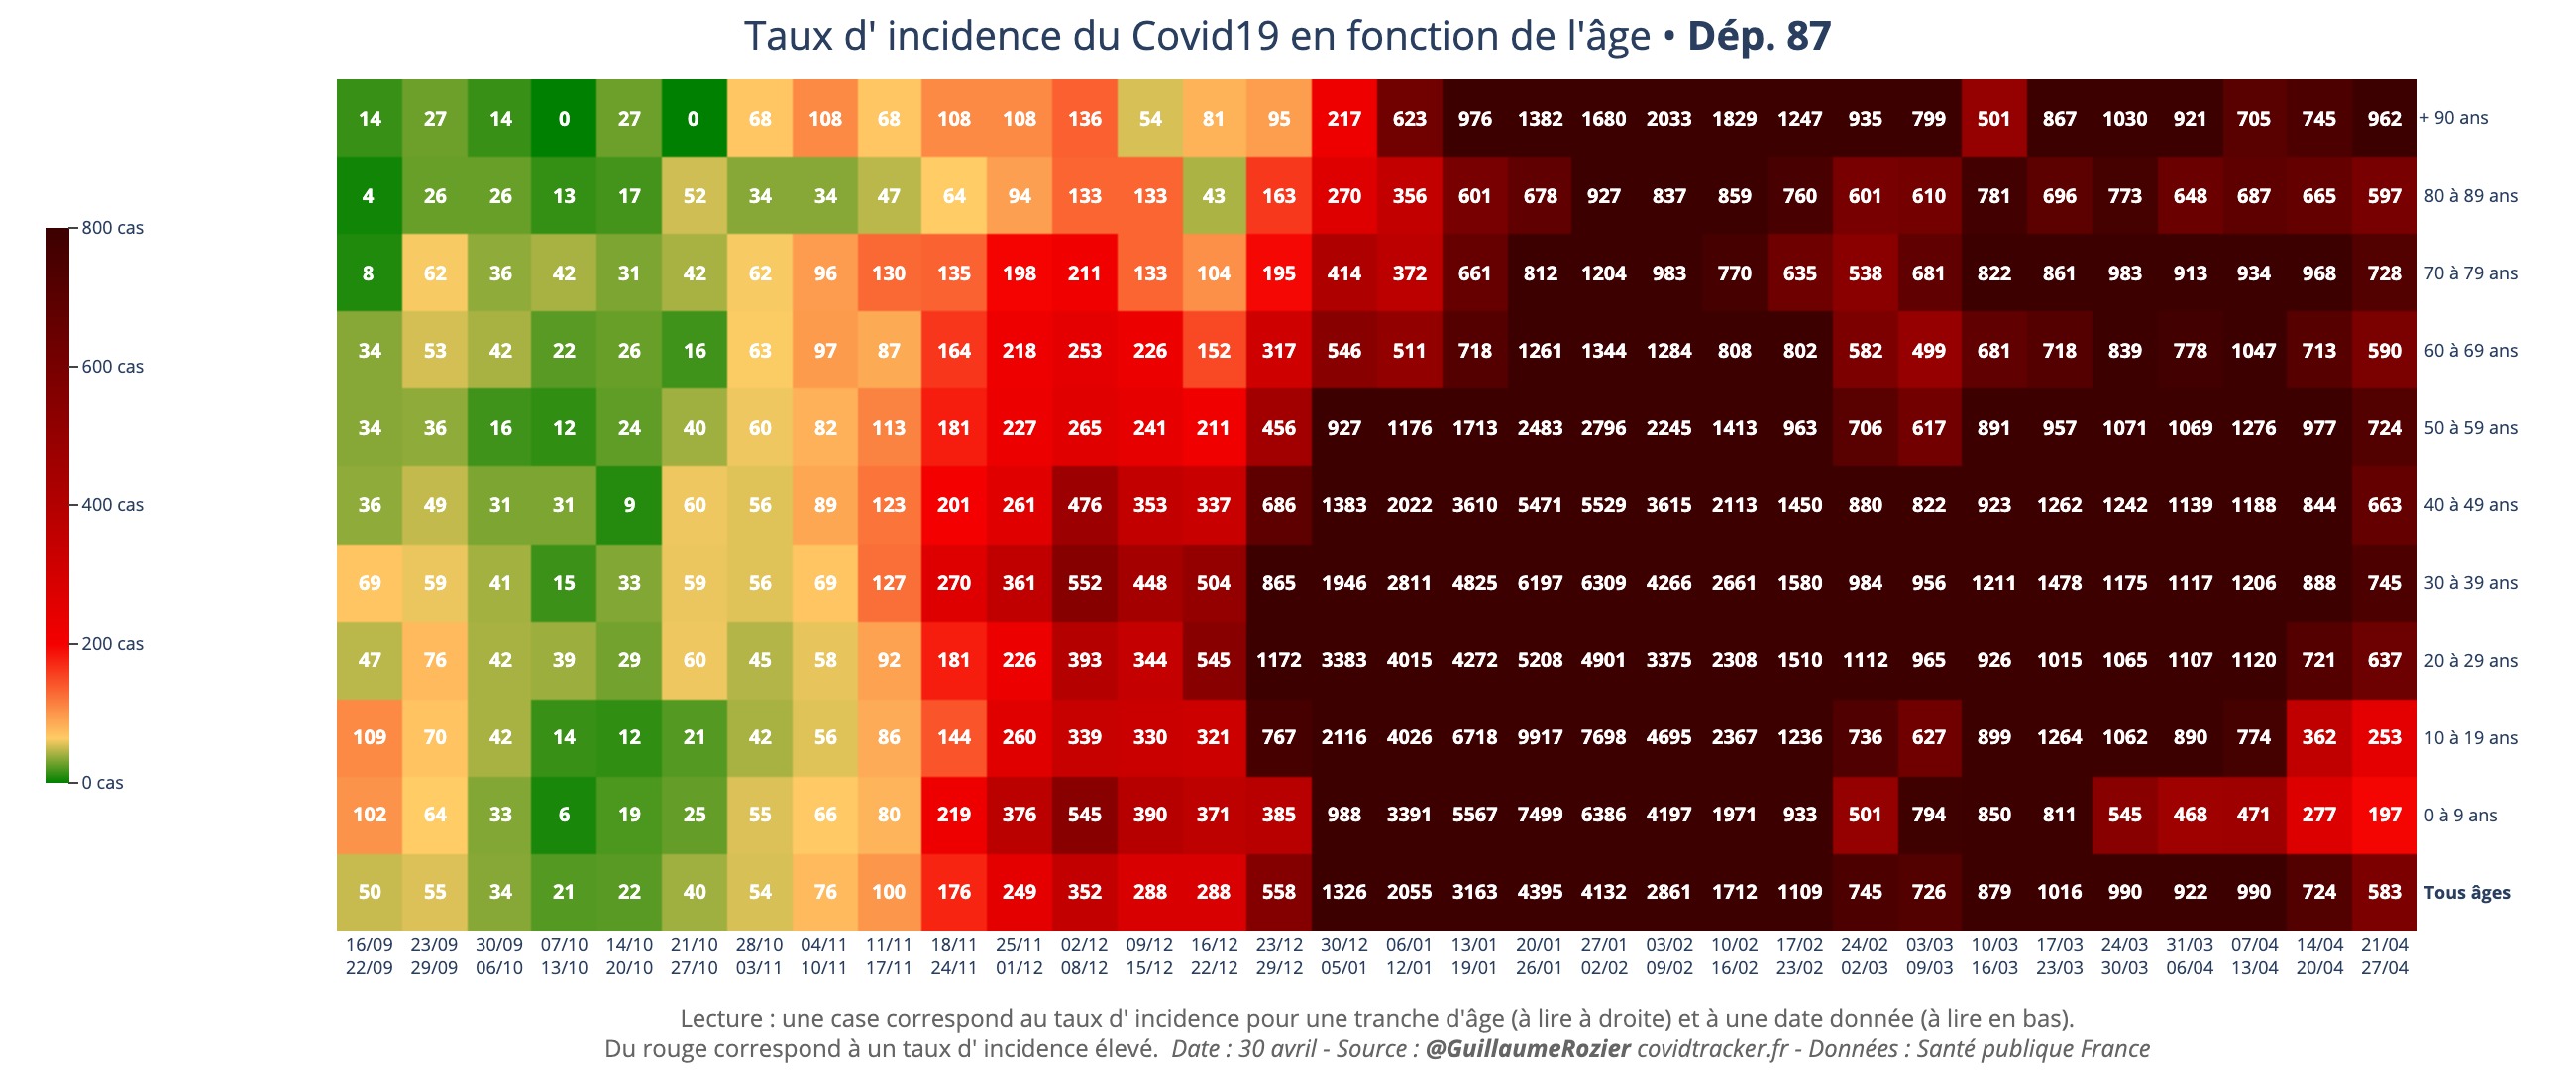 Taux d' incidence du Covid19 en fonction de l'âge • Dép. 87
800 cas
600 cas
400 cas
200 cas
0 cas
14 27 14 0 27 0 68 108 68 108 108 136 54 81 95 217 623 976 1382 1680 2033 1829 1247 935 799 501 867 1030 921 705 745 962 + 90 ans
4 26 26 13 17 52 34 34 47 64 94 133 133 43 163 270 356 601 678 927 837 859 760 601 610 781 696 773 648 687 665 597 80 à 89 ans
8 62 36 42 31 42 62 96 130 135 198 211 133 104 195 414 372 661 812 1204 983 770 635 538 681 822 861 983 913 934 968 728 70 à 79 ans
34 53 42 22 26 16 63 97 87 164 218 253 226 152 317 546 511 718 1261 1344 1284 808 802 582 499 681 718 839 778 1047 713 590 60 à 69 ans
34 36 16 12 24 40 60 82 113 181 227 265 241 211 456 927 1176 1713 2483 2796 2245 1413 963 706 617 891 957 1071 1069 1276 977 724 50 à 59 ans
36 49 31 31 9 60 56 89 123 201 261 476 353 337 686 1383 2022 3610 5471 5529 3615 2113 1450 880 822 923 1262 1242 1139 1188 844 663 40 à 49 ans
69 59 41 15 33 59 56 69 127 270 361 552 448 504 865 1946 2811 4825 6197 6309 4266 2661 1580 984 956 1211 1478 1175 1117 1206 888 745 30 à 39 ans
47 76 42 39 29 60 45 58 92 181 226 393 344 545 1172 3383 4015 4272 5208 4901 3375 2308 1510 1112 965 926 1015 1065 1107 1120 721 637 20 à 29 ans
109 70 42 14 12 21 42 56 86 144 260 339 330 321 767 2116 4026 6718 9917 7698 4695 2367 1236 736 627 899 1264 1062 890 774 362 253 10 à 19 ans
102 64 33 6 19 25 55 66 80 219 376 545 390 371 385 988 3391 5567 7499 6386 4197 1971 933 501 794 850 811 545 468 471 277 197 0 à 9 ans
50 55 34 21 22 40 54 76 100 176 249 352 288 288 558 1326 2055 3163 4395 4132 2861 1712 1109 745 726 879 1016 990 922 990 724 583 Tous âges
16/09 23/09 30/09 07/10 14/10 21/10 28/10 04/11 11/11 18/11 25/11 02/12 09/12 16/12 23/12 30/12 06/01 13/01 20/01 27/01 03/02 10/02 17/02 24/02 03/03 10/03 17/03 24/03 31/03 07/04 14/04 21/04
22/09 29/09 06/10 13/10 20/10 27/10 03/11 10/11 17/11 24/11 01/12 08/12 15/12 22/12 29/12 05/01 12/01 19/01 26/01 02/02 09/02 16/02 23/02 02/03 09/03 16/03 23/03 30/03 06/04 13/04 20/04 27/04
Lecture : une case correspond au taux d' incidence pour une tranche d'âge (à lire à droite) et à une date donnée (à lire en bas).
Du rouge correspond à un taux d' incidence élevé. Date : 30 avril - Source : @GuillaumeRozier covidtracker.fr - Données : Santé publique France